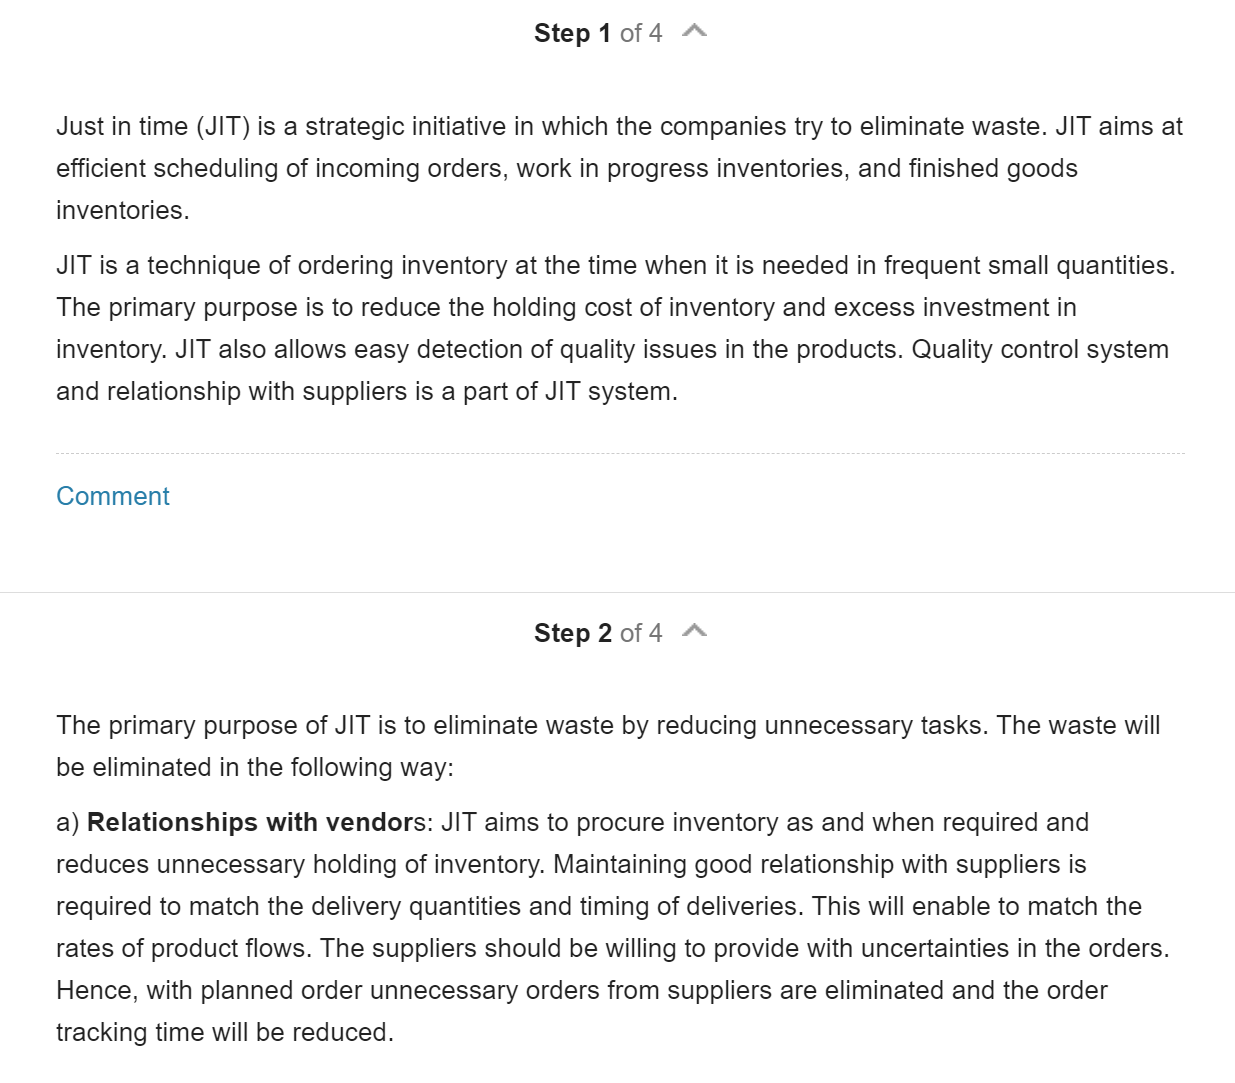 Step 1 of 4
Just in time (JIT) is a strategic initiative in which the companies try to eliminate waste. JIT aims at
efficient scheduling of incoming orders, work in progress inventories, and finished goods
inventories.
JIT is a technique of ordering inventory at the time when it is needed in frequent small quantities.
The primary purpose is to reduce the holding cost of inventory and excess investment in
inventory. JIT also allows easy detection of quality issues in the products. Quality control system
and relationship with suppliers is a part of JIT system.
Comment
Step 2 of 4
The primary purpose of JIT is to eliminate waste by reducing unnecessary tasks. The waste will
be eliminated in the following way:
a) Relationships with vendors: JIT aims to procure inventory as and when required and
reduces unnecessary holding of inventory. Maintaining good relationship with suppliers is
required to match the delivery quantities and timing of deliveries. This will enable to match the
rates of product flows. The suppliers should be willing to provide with uncertainties in the orders.
Hence, with planned order unnecessary orders from suppliers are eliminated and the order
tracking time will be reduced.